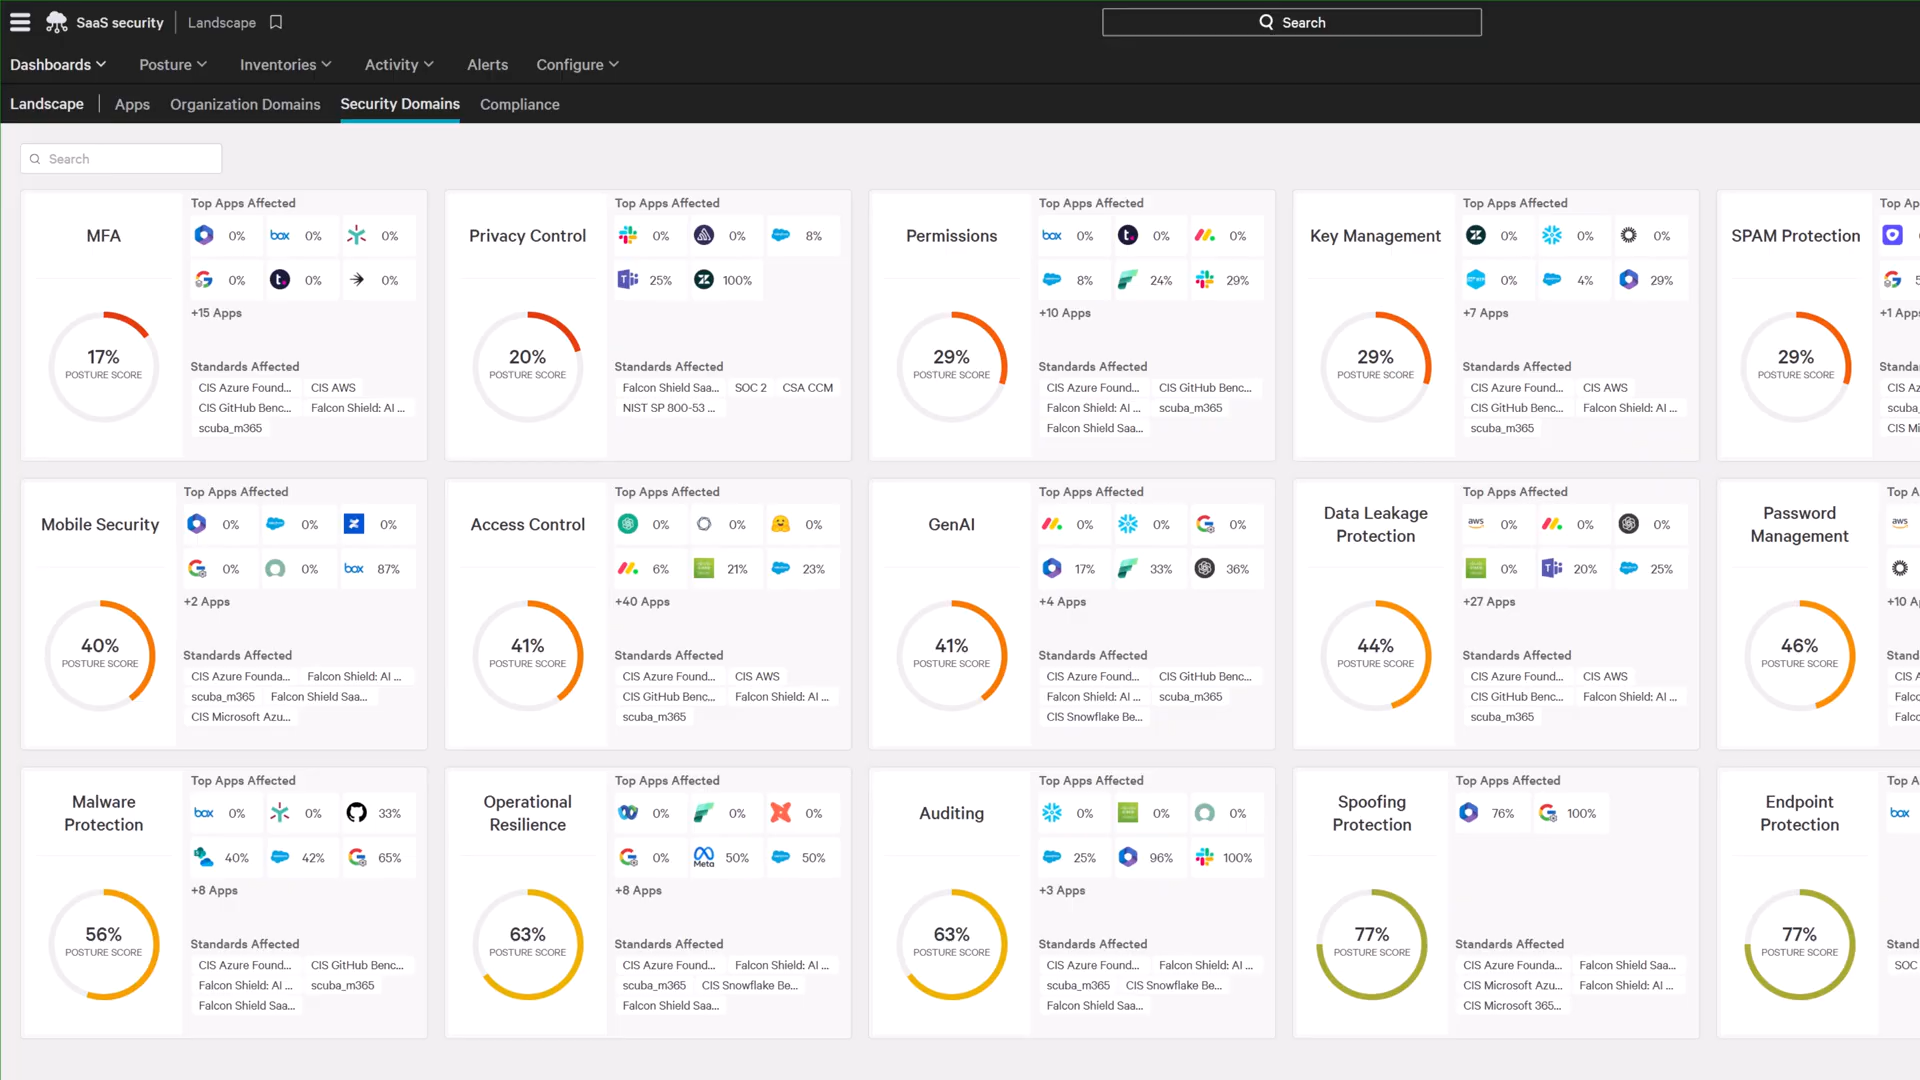 SaaS security Landscape Search
Dashboards Posture Inventories Activity Alerts Configure
Landscape Apps Organization Domains Security Domains Compliance
Search
MFA
17%
POSTURE SCORE
Top Apps Affected
0% box 0% 0%
0% t. 0% 0%
+15 Apps
Standards Affected
CIS Azure Found... CIS AWS
CIS GitHub Benc... Falcon Shield: AI ...
scuba_m365
Privacy Control
20%
POSTURE SCORE
Top Apps Affected
0% 0% 8%
25% 100%
Standards Affected
Falcon Shield Saa... SOC 2 CSA CCM
NIST SP 800-53 ...
Permissions
29%
POSTURE SCORE
Top Apps Affected
box 0% t. 0% 0%
8% 24% 29%
+10 Apps
Standards Affected
CIS Azure Found... CIS GitHub Benc...
Falcon Shield: AI ... scuba_m365
Falcon Shield Saa...
Key Management
29%
POSTURE SCORE
Top Apps Affected
0% 0% 0%
0% 4% 29%
+7 Apps
Standards Affected
CIS Azure Found... CIS AWS
CIS GitHub Benc... Falcon Shield: AI ...
scuba_m365
SPAM Protection
29%
POSTURE SCORE
Top Ap
5
+1 Apps
Standa
CIS Az
scuba_
CIS Mi
Mobile Security
40%
POSTURE SCORE
Top Apps Affected
0% 0% 0%
0% 0% box 87%
+2 Apps
Standards Affected
CIS Azure Founda... Falcon Shield: AI ...
scuba_m365 Falcon Shield Saa...
CIS Microsoft Azu...
Access Control
41%
POSTURE SCORE
Top Apps Affected
0% 0% 0%
6% 21% 23%
+40 Apps
Standards Affected
CIS Azure Found... CIS AWS
CIS GitHub Benc... Falcon Shield: AI ...
scuba_m365
GenAI
41%
POSTURE SCORE
Top Apps Affected
0% 0% 0%
17% 33% 36%
+4 Apps
Standards Affected
CIS Azure Found... CIS GitHub Benc...
Falcon Shield: AI ... scuba_m365
CIS Snowflake Be...
Data Leakage
Protection
44%
POSTURE SCORE
Top Apps Affected
aws 0% 0% 0%
0% 20% 25%
+27 Apps
Standards Affected
CIS Azure Found... CIS AWS
CIS GitHub Benc... Falcon Shield: AI ...
scuba_m365
Password
Management
46%
POSTURE SCORE
Top A
aws
+10 Ap
Stand
CIS A
Falco
Falco
Malware
Protection
56%
POSTURE SCORE
Top Apps Affected
box 0% 0% 33%
40% 42% 65%
+8 Apps
Standards Affected
CIS Azure Found... CIS GitHub Benc...
Falcon Shield: AI ... scuba_m365
Falcon Shield Saa...
Operational
Resilience
63%
POSTURE SCORE
Top Apps Affected
0% 0% 0%
0% Meta 50% 50%
+8 Apps
Standards Affected
CIS Azure Found... Falcon Shield: AI ...
scuba_m365 CIS Snowflake Be...
Falcon Shield Saa...
Auditing
63%
POSTURE SCORE
Top Apps Affected
0% 0% 0%
25% 96% 100%
+3 Apps
Standards Affected
CIS Azure Found... Falcon Shield: AI ...
scuba_m365 CIS Snowflake Be...
Falcon Shield Saa...
Spoofing
Protection
77%
POSTURE SCORE
Top Apps Affected
76% 100%
Standards Affected
CIS Azure Founda... Falcon Shield Saa...
CIS Microsoft Azu... Falcon Shield: AI ...
CIS Microsoft 365...
Endpoint
Protection
77%
POSTURE SCORE
Top A
box
Stand
SOC